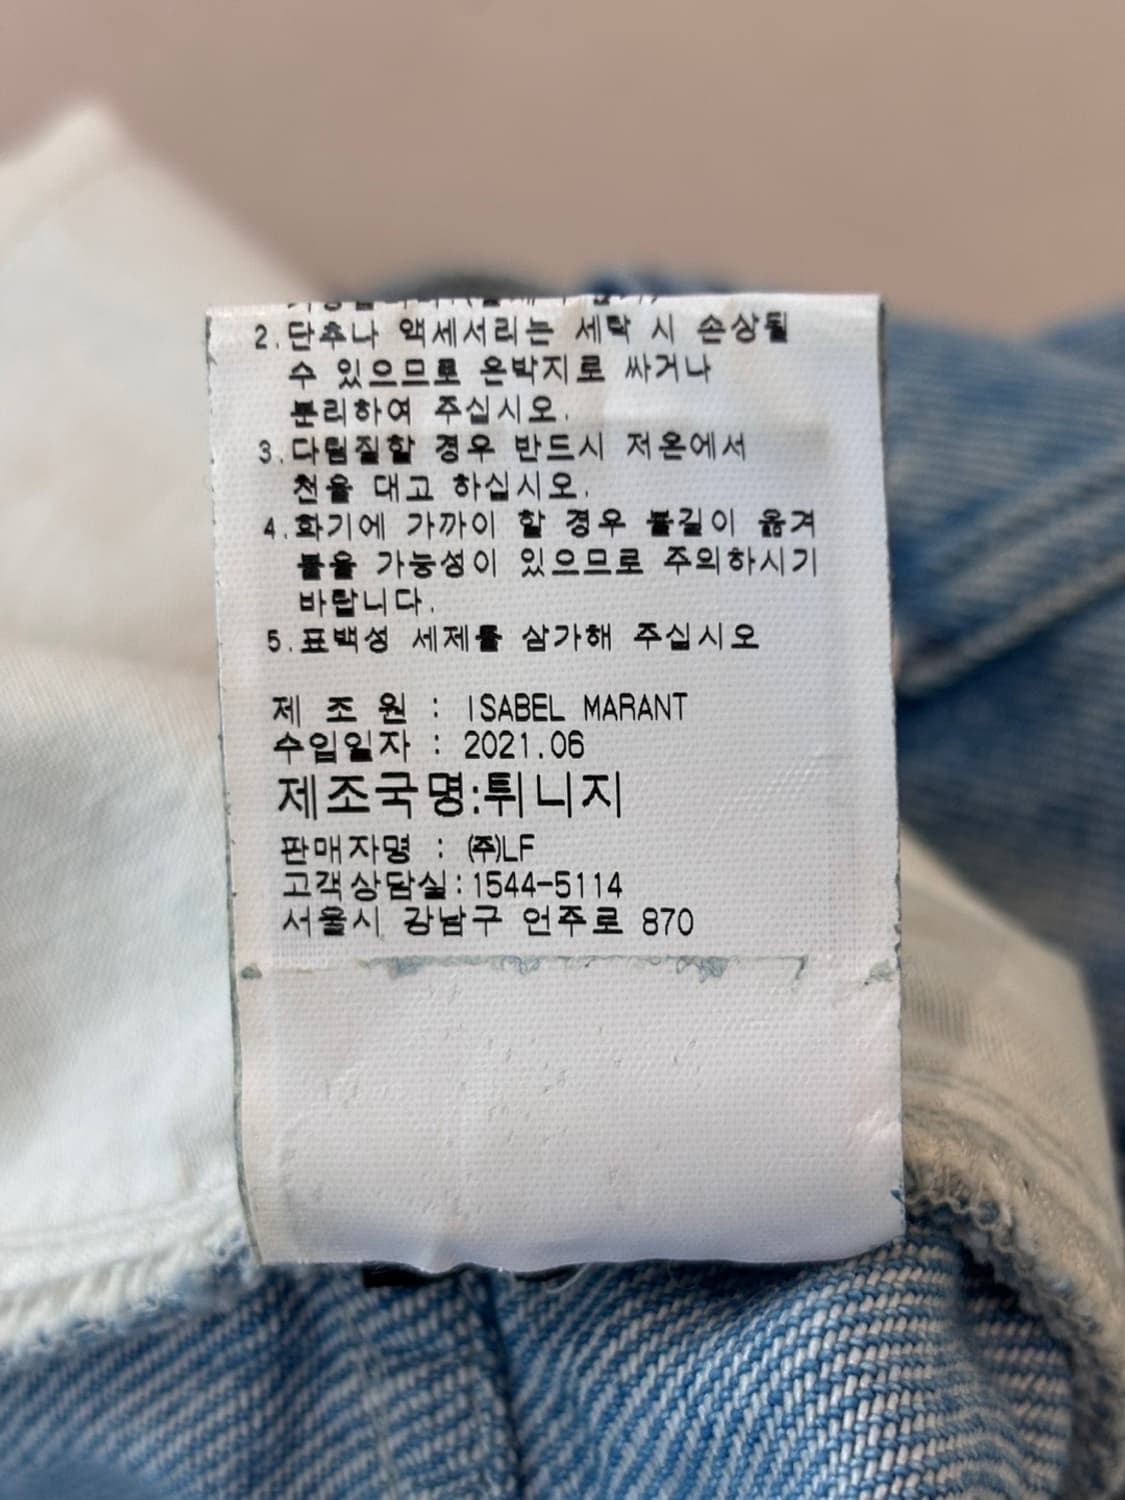 2.단추나 액세서리는 세탁 시 손상될
수 있으므로 은박지로 싸거나
분리하여 주십시오.
3.다림질할 경우 반드시 저온에서
천을 대고 하십시오.
4.화기에 가까이 할 경우 불길이 옮겨
붙을 가능성이 있으므로 주의하시기
바랍니다.
5.표백성 세제를 삼가해 주십시오
제 조 원 : ISABEL MARANT
수입일자 : 2021.06
제조국명:튀니지
판매자명 : ㈜LF
고객상담실:1544-5114
서울시 강남구 언주로 870